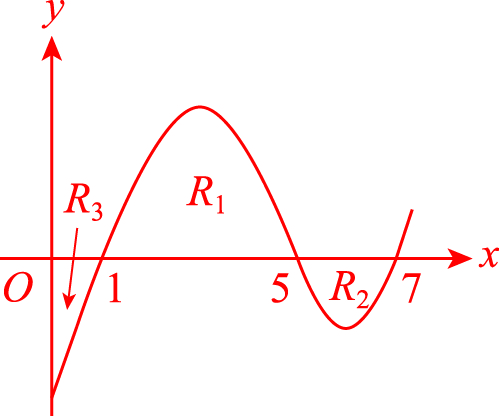 y
R₃ R₁
x
O 1 5 R₂ 7